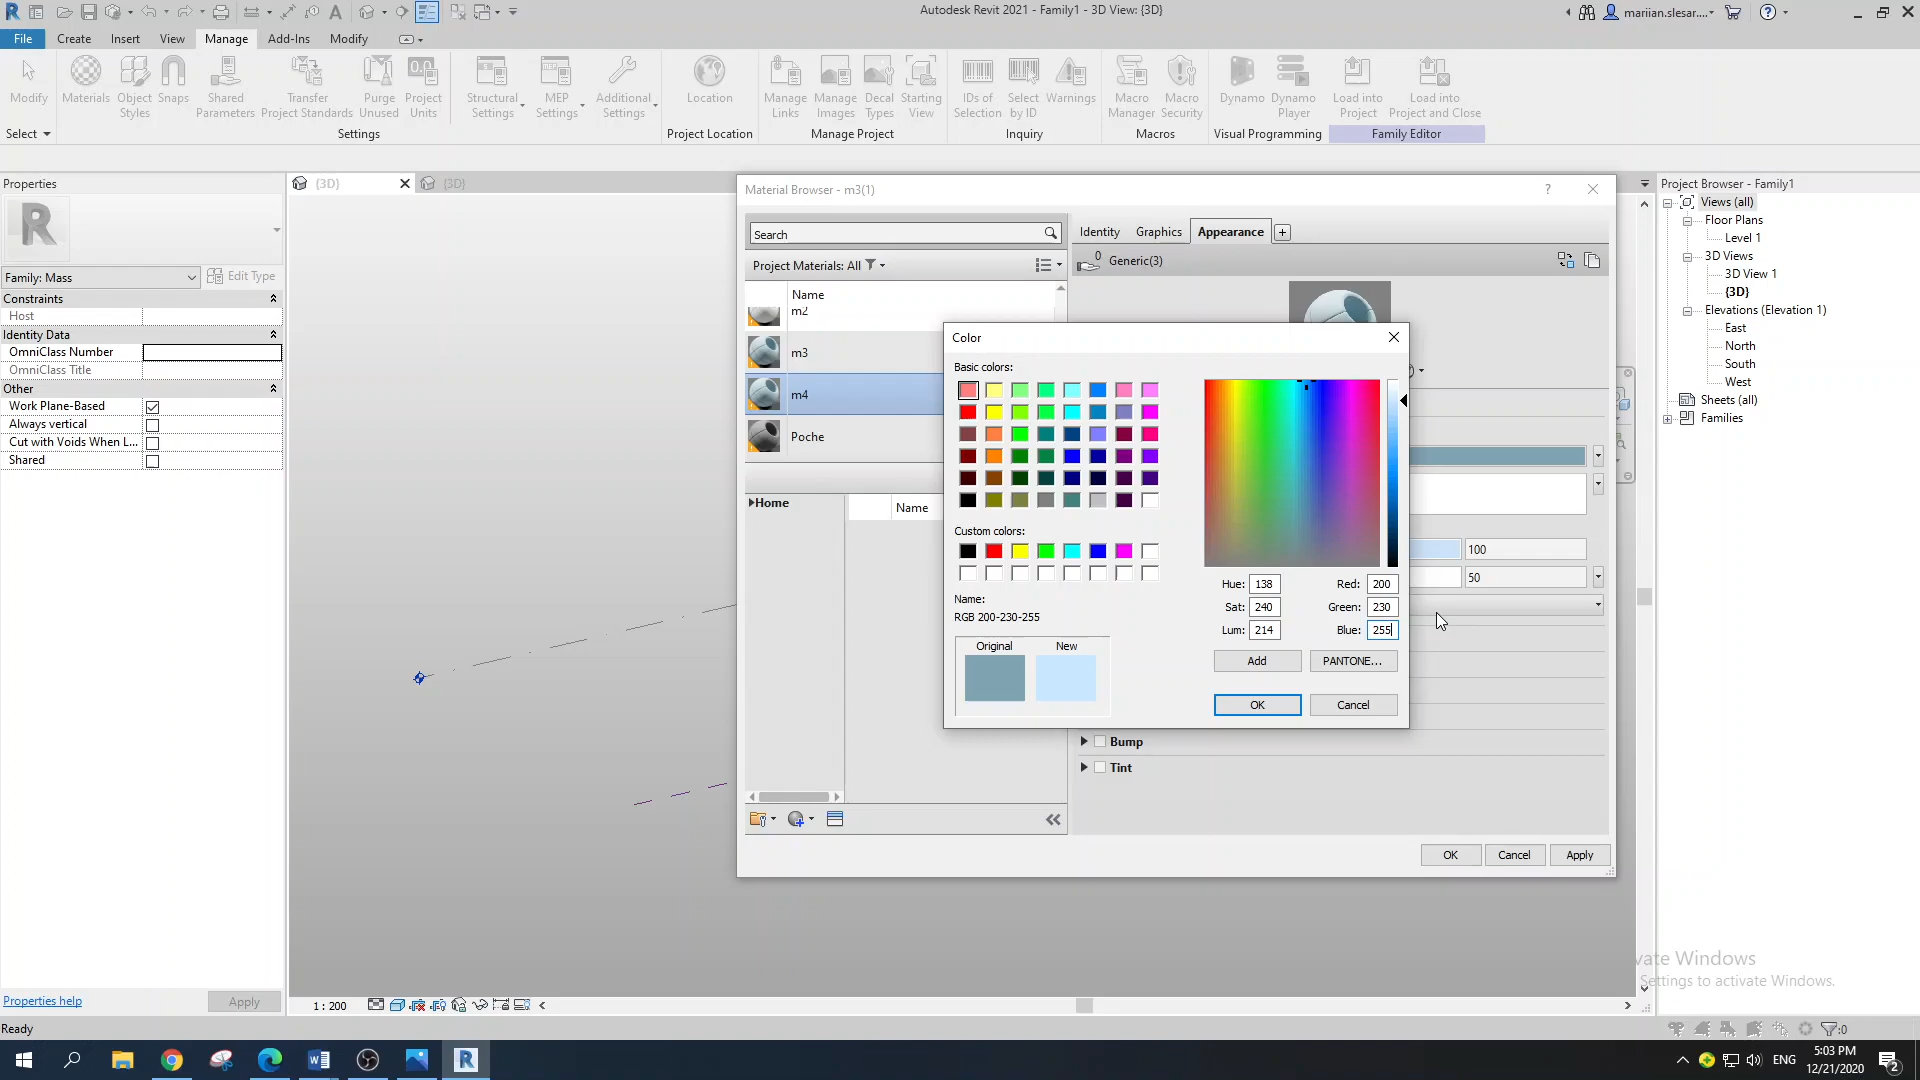 Autodesk Revit 2021 - Family1 - 3D View: {3D}
mariian.slesar....
File Create Insert View Manage Add-Ins Modify
Modify
Materials
Object Styles
Snaps
Shared Parameters
Transfer Project Standards
Purge Unused
Project Units
Structural Settings
MEP Settings
Additional Settings
Location
Manage Links
Manage Images
Decal Types
Starting View
IDs of Selection
Select by ID
Warnings
Macro Manager
Macro Security
Dynamo
Dynamo Player
Load into Project
Load into Project and Close
Select
Settings
Project Location
Manage Project
Inquiry
Macros
Visual Programming
Family Editor
Properties
Family: Mass
Edit Type
Constraints
Host
Identity Data
OmniClass Number
OmniClass Title
Other
Work Plane-Based
Always vertical
Cut with Voids When L...
Shared
Properties help
Apply
{3D}
{3D}
Material Browser - m3(1)
?
Search
Project Materials: All
Name
m2
m3
m4
Poche
Home
Name
Identity Graphics Appearance
0
Generic(3)
100
50
Bump
Tint
OK Cancel Apply
Color
Basic colors:
Custom colors:
Name:
RGB 200-230-255
Original New
Hue: 138 Red: 200
Sat: 240 Green: 230
Lum: 214 Blue: 255
Add PANTONE...
OK Cancel
Project Browser - Family1
Views (all)
Floor Plans
Level 1
3D Views
3D View 1
{3D}
Elevations (Elevation 1)
East
North
South
West
Sheets (all)
Families
vate Windows
Settings to activate Windows.
1 : 200
Ready
:0
ENG
5:03 PM
12/21/2020
2